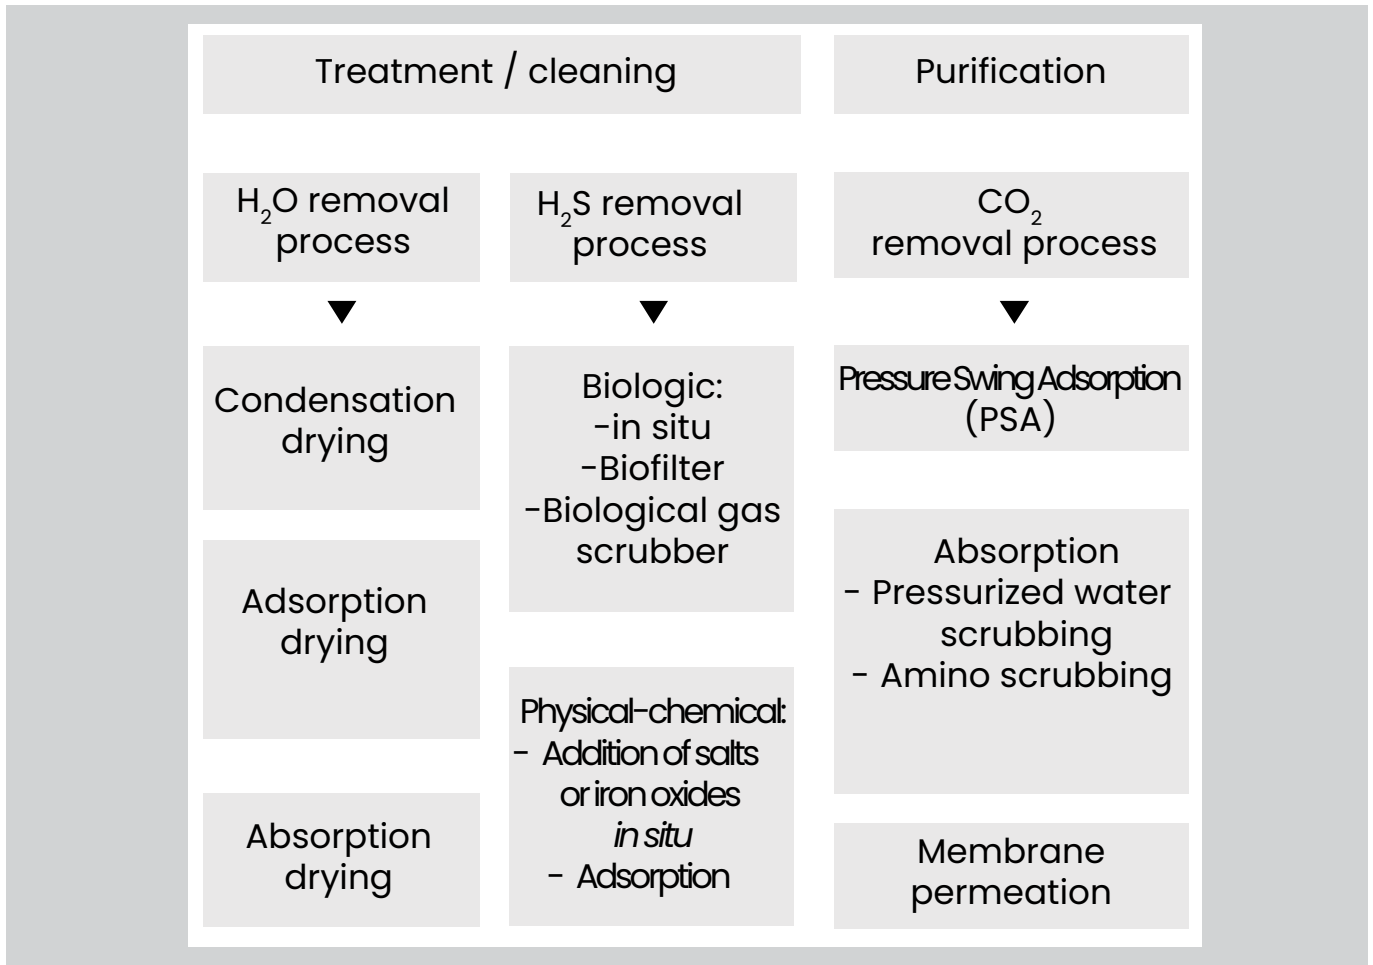 Treatment / cleaning
Purification
H₂O removal
process
H₂S removal
process
CO₂
removal process
Condensation
drying
Adsorption
drying
Absorption
drying
Biologic:
-in situ
-Biofilter
-Biological gas
scrubber
Physical-chemical:
- Addition of salts
or iron oxides
in situ
- Adsorption
Pressure Swing Adsorption
(PSA)
Absorption
- Pressurized water
scrubbing
- Amino scrubbing
Membrane
permeation